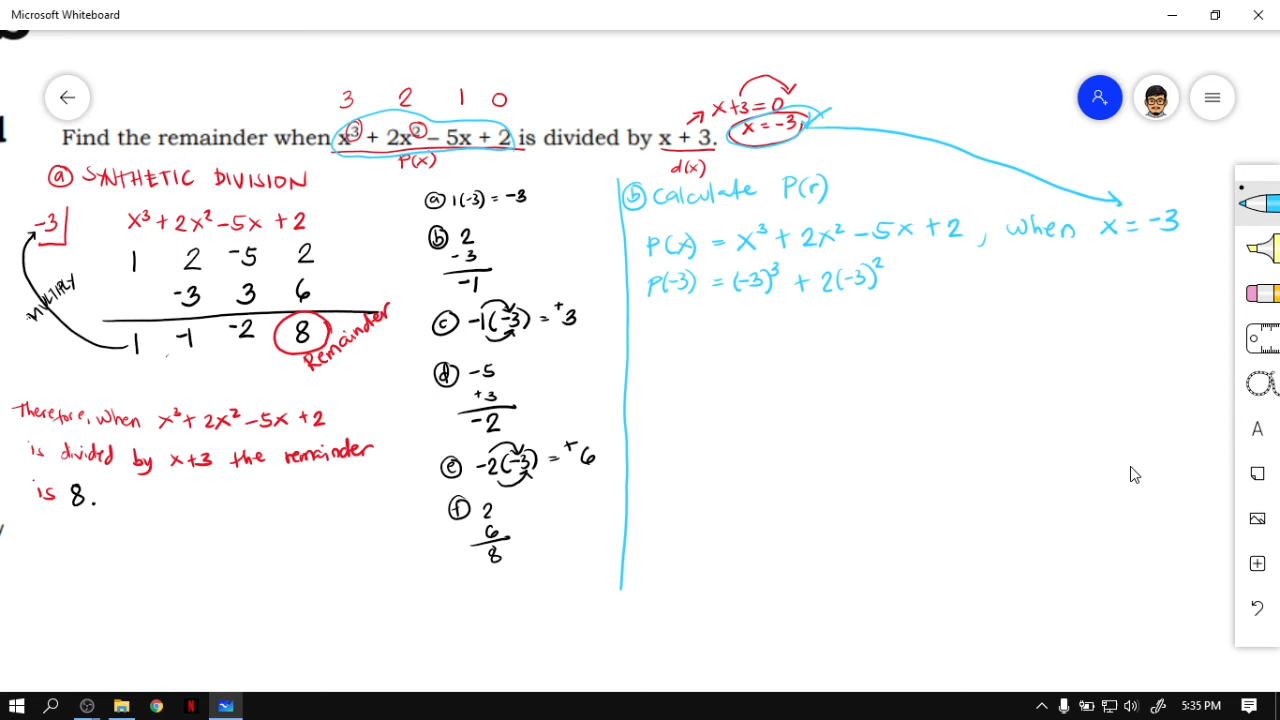 Microsoft Whiteboard
3 2 1 0
x+3 = 0
x = -3
Find the remainder when x³ + 2x² – 5x + 2 is divided by x + 3.
P(x)
d(x)
ⓐ SYNTHETIC DIVISION
-3
x³ + 2x² - 5x + 2
1 2 -5 2
-3 3 6
1 -1 -2 8
MULTIPLY
Remainder
Therefore, when x³ + 2x² - 5x + 2
is divided by x+3 the remainder
is 8.
ⓐ 1(-3) = -3
ⓑ 2
-3
-1
ⓒ -1(-3) = +3
ⓓ -5
+3
-2
ⓔ -2(-3) = +6
ⓕ 2
6
8
ⓑ Calculate P(r)
P(x) = x³ + 2x² - 5x + 2, when x = -3
P(-3) = (-3)³ + 2(-3)²
A
N
5:35 PM